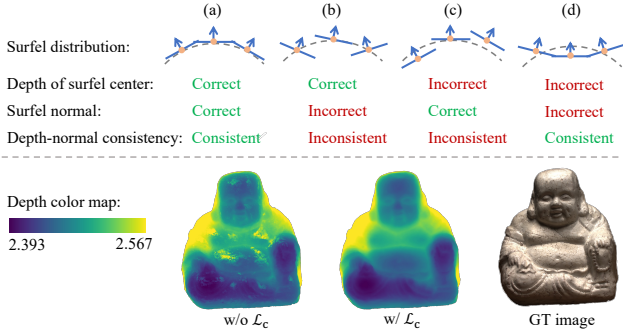 (a) (b) (c) (d)
Surfel distribution:
Depth of surfel center: Correct Correct Incorrect Incorrect
Surfel normal: Correct Incorrect Correct Incorrect
Depth-normal consistency: Consistent Inconsistent Inconsistent Consistent
Depth color map:
2.393 2.567
w/o ℒc w/ ℒc GT image